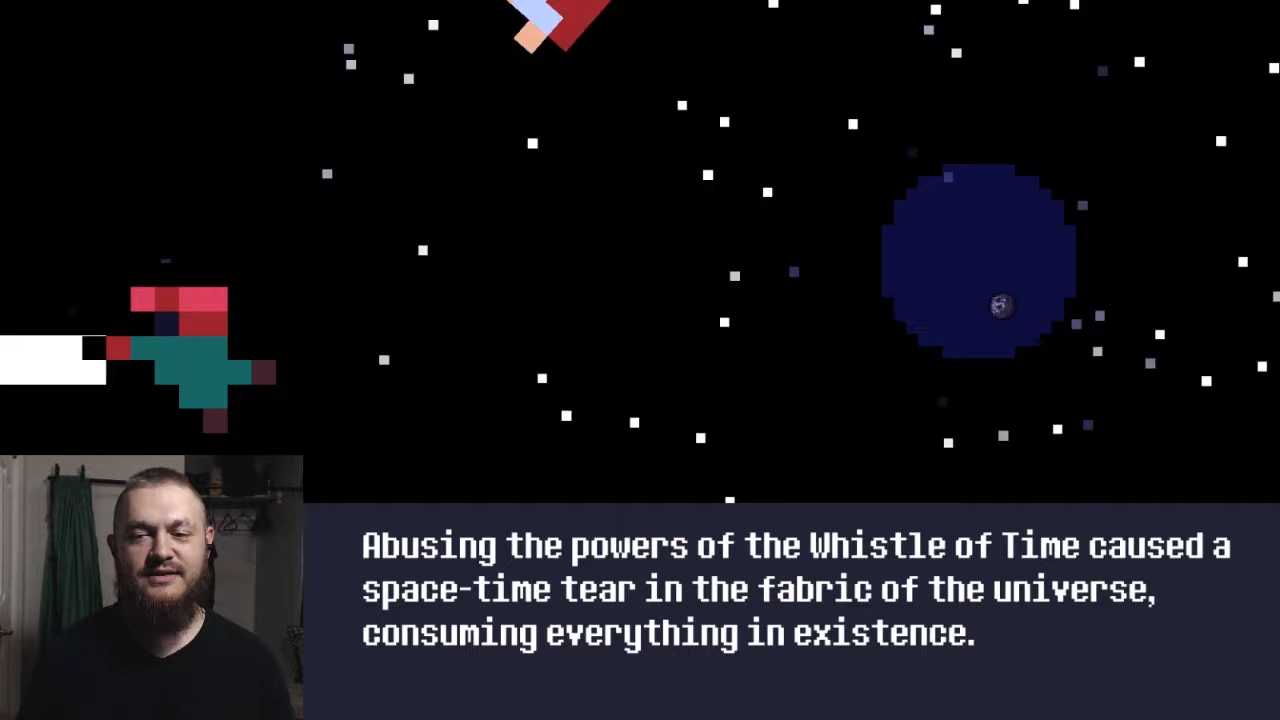 Abusing the powers of the Whistle of Time caused a
space-time tear in the fabric of the universe,
consuming everything in existence.